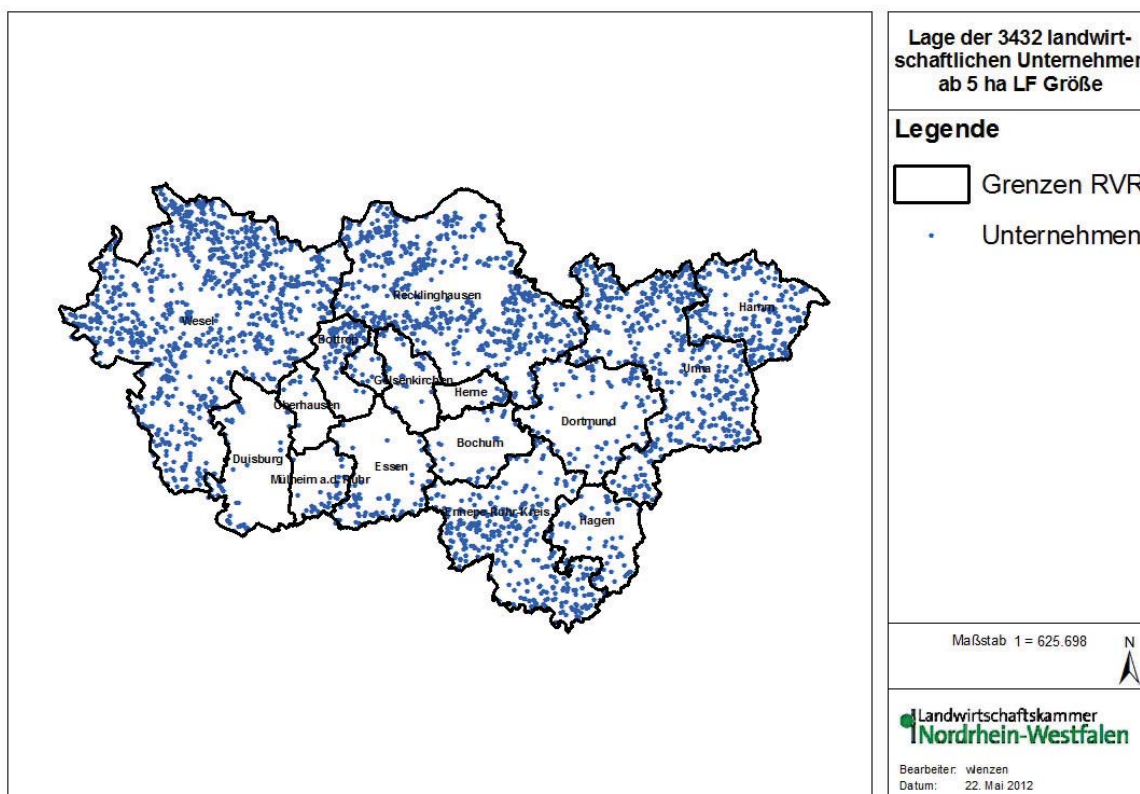 Lage der 3432 landwirt-
schaftlichen Unternehmen
ab 5 ha LF Größe
Legende
Grenzen RVR
Unternehmen
Hamm
Recklinghausen
Wesel
Bottrop
Unna
Gelsenkirchen
Herne
Oberhausen
Dortmund
Bochum
Duisburg
Essen
Mülheim a.d. Ruhr
Ennepe-Ruhr-Kreis
Hagen
Maßstab 1 = 625.698
N
Landwirtschaftskammer
Nordrhein-Westfalen
Bearbeiter: wienzen
Datum: 22. Mai 2012